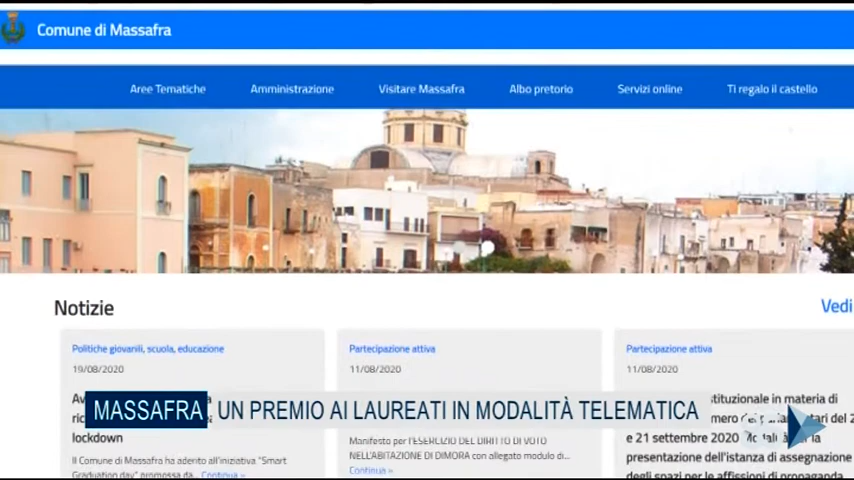 Comune di Massafra
Aree Tematiche Amministrazione Visitare Massafra Albo pretorio Servizi online Ti regalo il castello
Notizie
Vedi
Politiche giovanili, scuola, educazione
19/08/2020
lockdown
Il Comune di Massafra ha aderito all'iniziativa "Smart
Graduation day" promossa da... Continua »
Partecipazione attiva
11/08/2020
Manifesto per l'ESERCIZIO DEL DIRITTO DI VOTO
NELL'ABITAZIONE DI DIMORA con allegato modulo di...
Continua »
Partecipazione attiva
11/08/2020
stituzionale in materia di
e 21 settembre 2020
presentazione dell'istanza di assegnazione
degli spazi per le affissioni di propaganda
MASSAFRA UN PREMIO AI LAUREATI IN MODALITÀ TELEMATICA